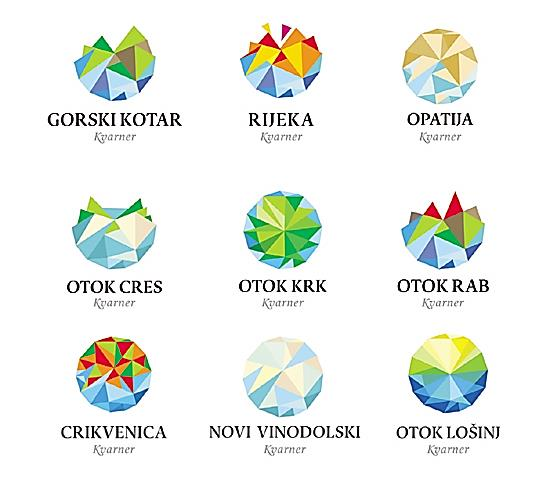 GORSKI KOTAR
Kvarner
RIJEKA
Kvarner
OPATIJA
Kvarner
OTOK CRES
Kvarner
OTOK KRK
Kvarner
OTOK RAB
Kvarner
CRIKVENICA
Kvarner
NOVI VINODOLSKI
Kvarner
OTOK LOŠINJ
Kvarner